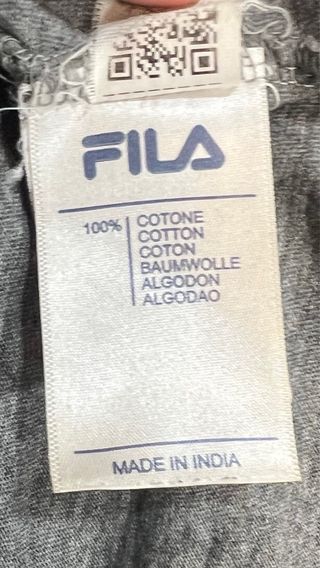 FILA
100% COTONE
COTTON
COTON
BAUMWOLLE
ALGODON
ALGODAO
MADE IN INDIA